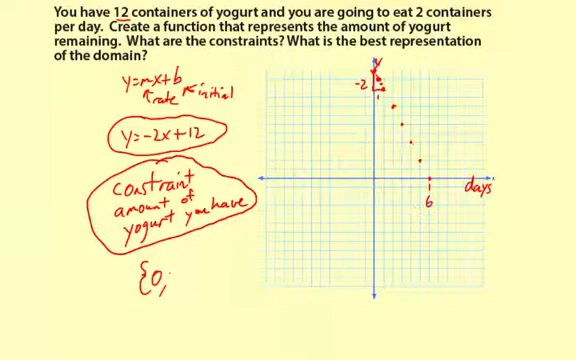 You have 12 containers of yogurt and you are going to eat 2 containers
per day. Create a function that represents the amount of yogurt
remaining. What are the constraints? What is the best representation
of the domain?
y=mx+b
rate initial
y=-2x+12
constraint
amount of
yogurt you have
{0,
y
-2
1
days
x
6